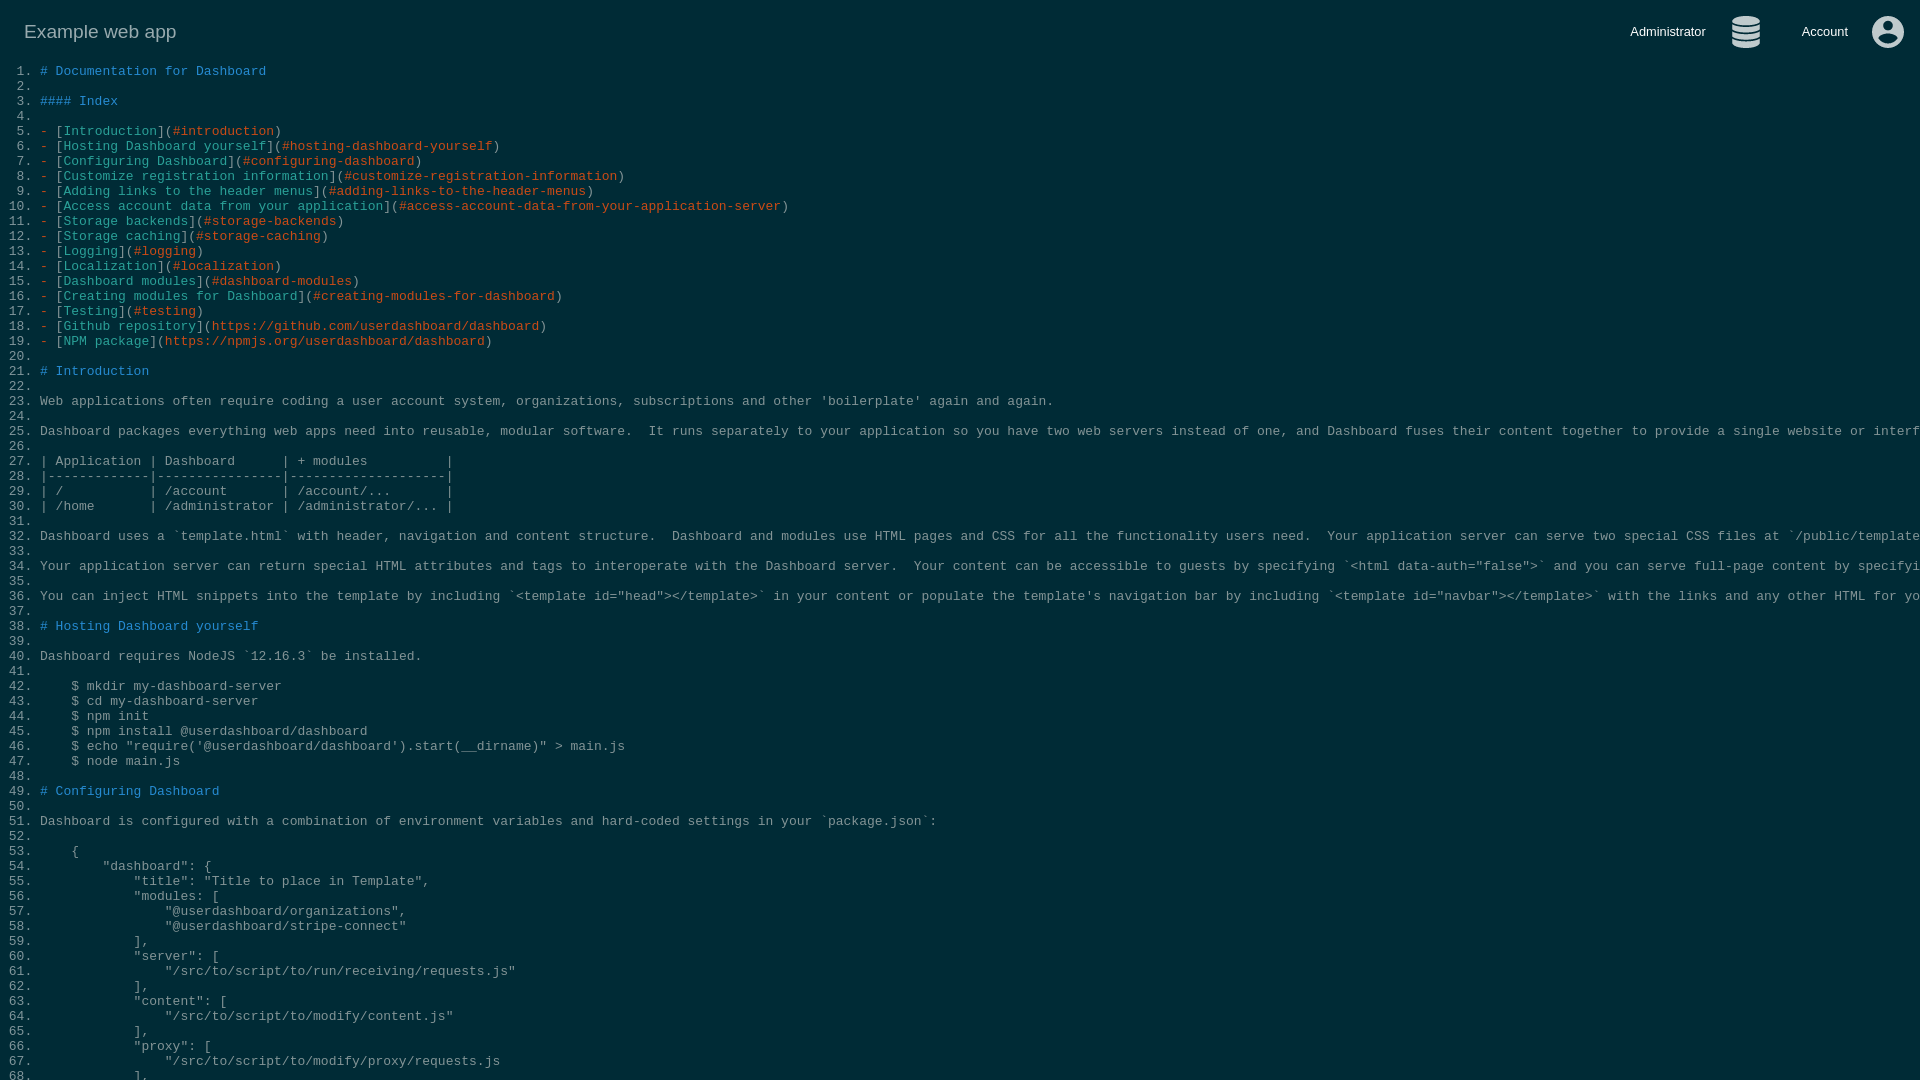 Example web app
Administrator
Account
1. # Documentation for Dashboard
2.
3. #### Index
4.
5. - [Introduction](#introduction)
6. - [Hosting Dashboard yourself](#hosting-dashboard-yourself)
7. - [Configuring Dashboard](#configuring-dashboard)
8. - [Customize registration information](#customize-registration-information)
9. - [Adding links to the header menus](#adding-links-to-the-header-menus)
10. - [Access account data from your application](#access-account-data-from-your-application-server)
11. - [Storage backends](#storage-backends)
12. - [Storage caching](#storage-caching)
13. - [Logging](#logging)
14. - [Localization](#localization)
15. - [Dashboard modules](#dashboard-modules)
16. - [Creating modules for Dashboard](#creating-modules-for-dashboard)
17. - [Testing](#testing)
18. - [Github repository](https://github.com/userdashboard/dashboard)
19. - [NPM package](https://npmjs.org/userdashboard/dashboard)
20.
21. # Introduction
22.
23. Web applications often require coding a user account system, organizations, subscriptions and other 'boilerplate' again and again.
24.
25. Dashboard packages everything web apps need into reusable, modular software.  It runs separately to your application so you have two web servers instead of one, and Dashboard fuses their content together to provide a single website or interf
26.
27. | Application | Dashboard      | + modules          |
28. |-------------|----------------|--------------------|
29. | /           | /account       | /account/...       |
30. | /home       | /administrator | /administrator/... |
31.
32. Dashboard uses a `template.html` with header, navigation and content structure.  Dashboard and modules use HTML pages and CSS for all the functionality users need.  Your application server can serve two special CSS files at `/public/template
33.
34. Your application server can return special HTML attributes and tags to interoperate with the Dashboard server.  Your content can be accessible to guests by specifying `<html data-auth="false">` and you can serve full-page content by specifyi
35.
36. You can inject HTML snippets into the template by including `<template id="head"></template>` in your content or populate the template's navigation bar by including `<template id="navbar"></template>` with the links and any other HTML for yo
37.
38. # Hosting Dashboard yourself
39.
40. Dashboard requires NodeJS `12.16.3` be installed.
41.
42.     $ mkdir my-dashboard-server
43.     $ cd my-dashboard-server
44.     $ npm init
45.     $ npm install @userdashboard/dashboard
46.     $ echo "require('@userdashboard/dashboard').start(__dirname)" > main.js
47.     $ node main.js
48.
49. # Configuring Dashboard
50.
51. Dashboard is configured with a combination of environment variables and hard-coded settings in your `package.json`:
52.
53.     {
54.         "dashboard": {
55.             "title": "Title to place in Template",
56.             "modules: [
57.                 "@userdashboard/organizations",
58.                 "@userdashboard/stripe-connect"
59.             ],
60.             "server": [
61.                 "/src/to/script/to/run/receiving/requests.js"
62.             ],
63.             "content": [
64.                 "/src/to/script/to/modify/content.js"
65.             ],
66.             "proxy": [
67.                 "/src/to/script/to/modify/proxy/requests.js
68.             ],